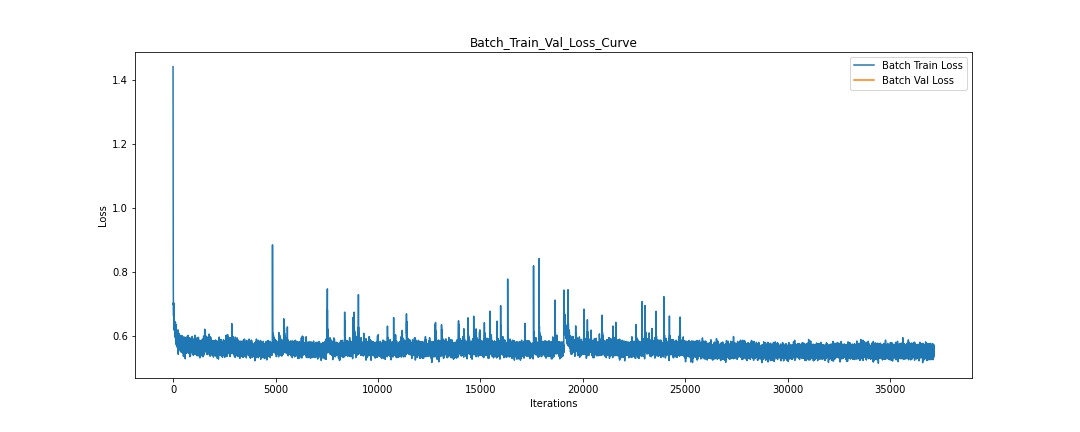 Batch_Train_Val_Loss_Curve
Batch Train Loss
Batch Val Loss
Loss
1.4
1.2
1.0
0.8
0.6
0 5000 10000 15000 20000 25000 30000 35000
Iterations